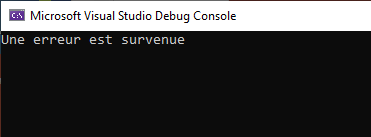 Microsoft Visual Studio Debug Console
Une erreur est survenue